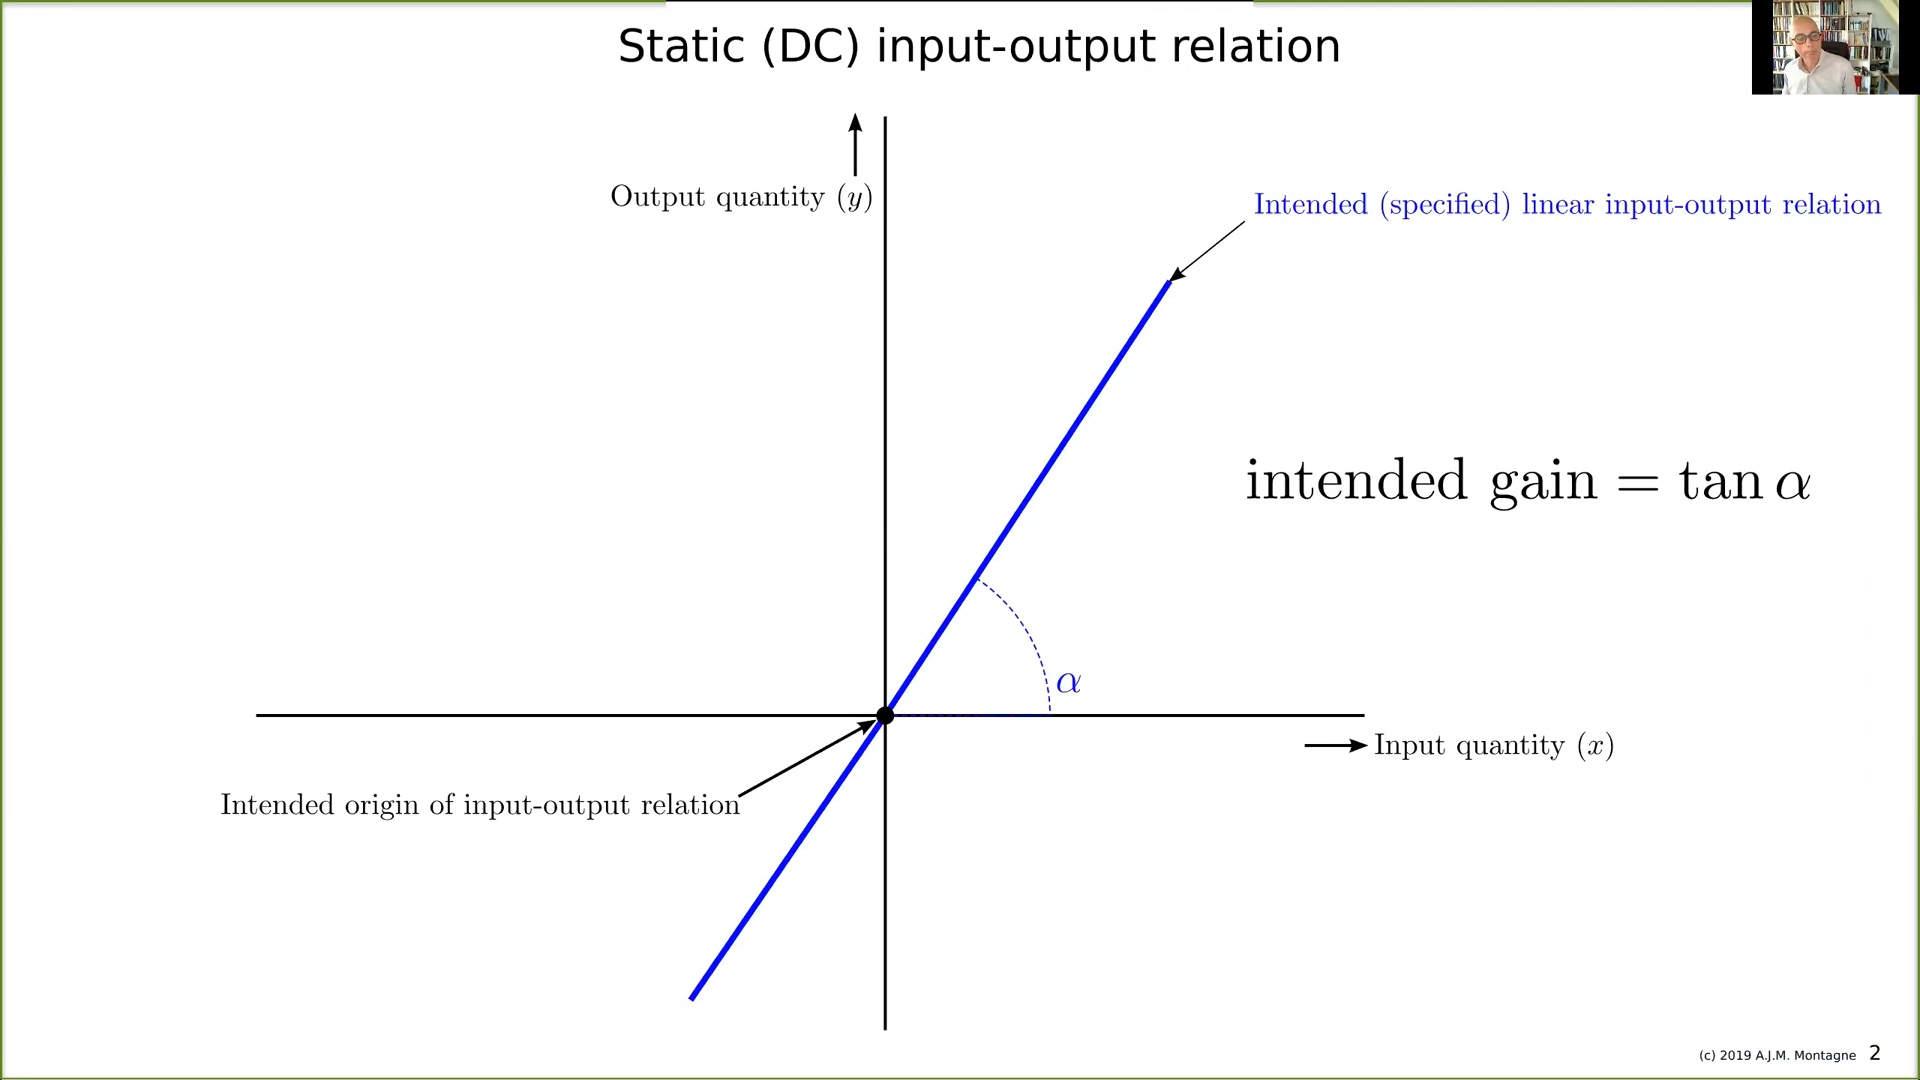 Static (DC) input-output relation
Output quantity (y)
Intended (specified) linear input-output relation
intended gain = tan α
α
Input quantity (x)
Intended origin of input-output relation
(c) 2019 A.J.M. Montagne 2